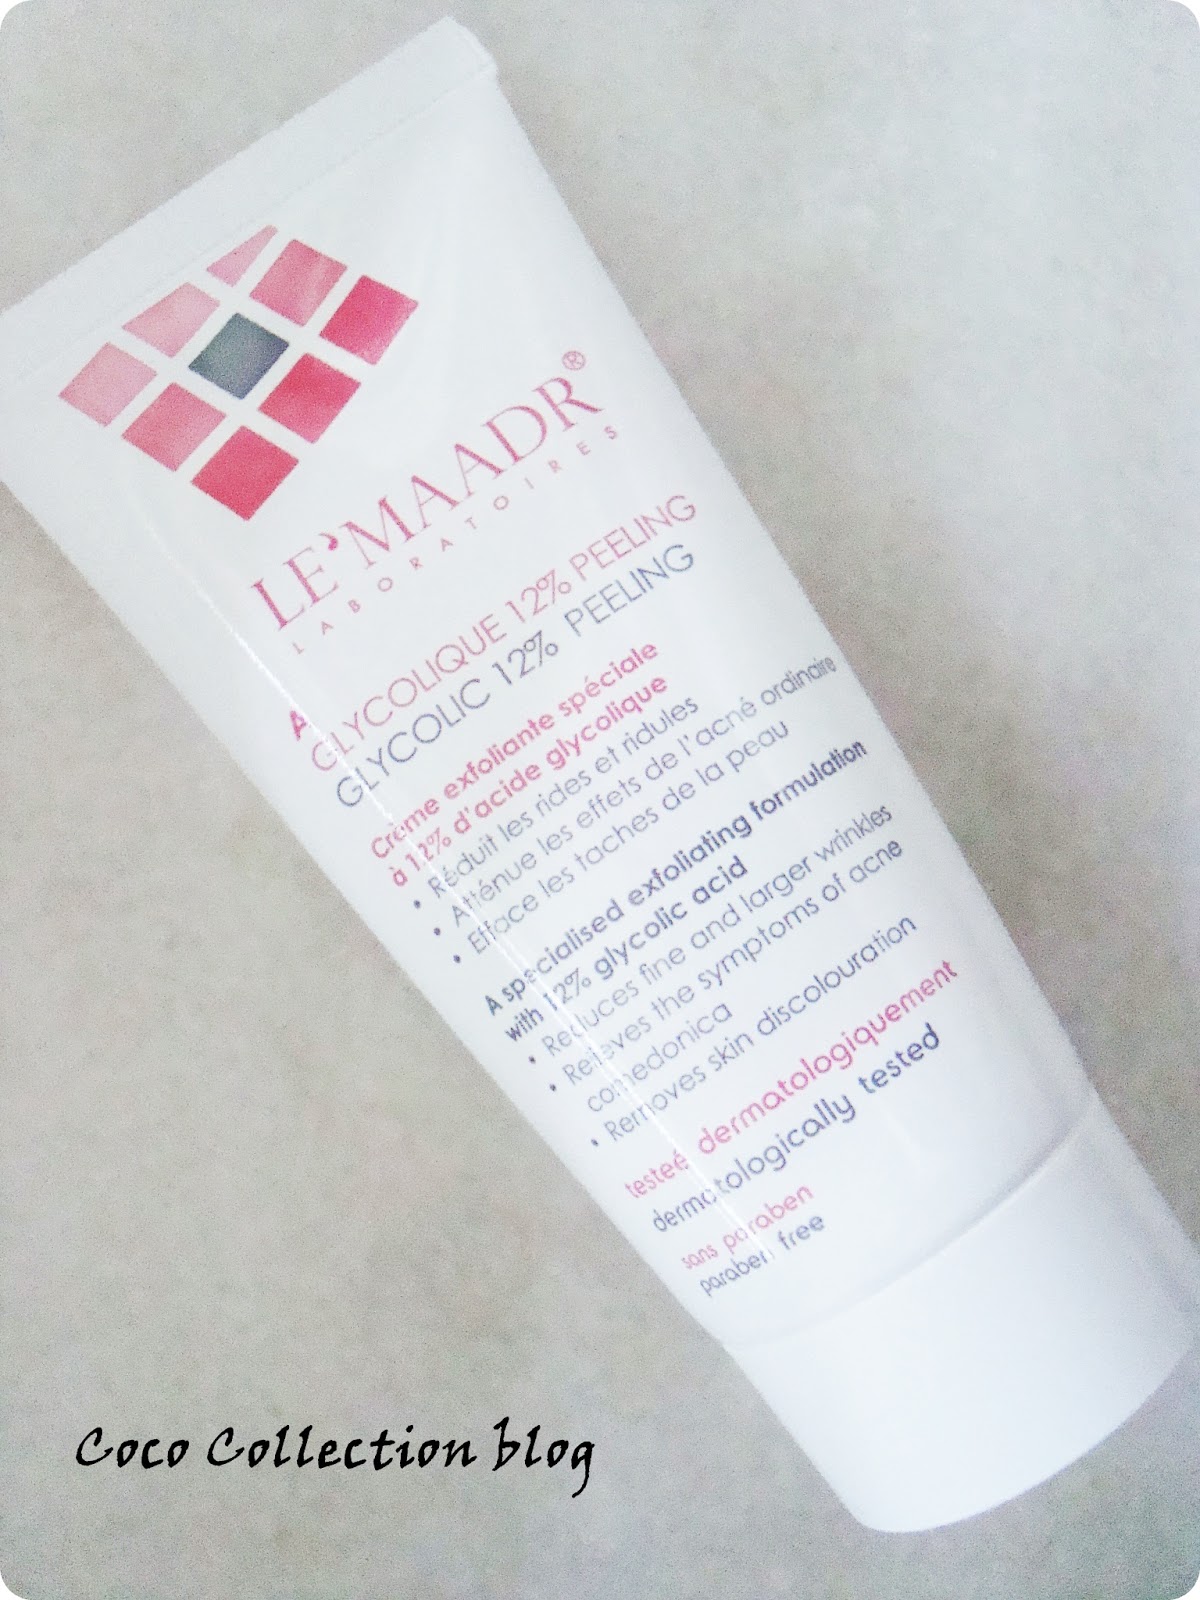 LE'MAADR®
LABORATOIRES
A
GLYCOLIQUE 12% PEELING
GLYCOLIC 12% PEELING
Crème exfoliante spéciale
à 12% d'acide glycolique
• Réduit les rides et ridules
• Atténue les effets de l'acné ordinaire
• Efface les taches de la peau
A specialised exfoliating formulation
with 12% glycolic acid
• Reduces fine and larger wrinkles
• Relieves the symptoms of acne
comedonica
• Removes skin discolouration
testeé dermatologiquement
dermatologically tested
sans paraben
paraben free
Coco Collection blog